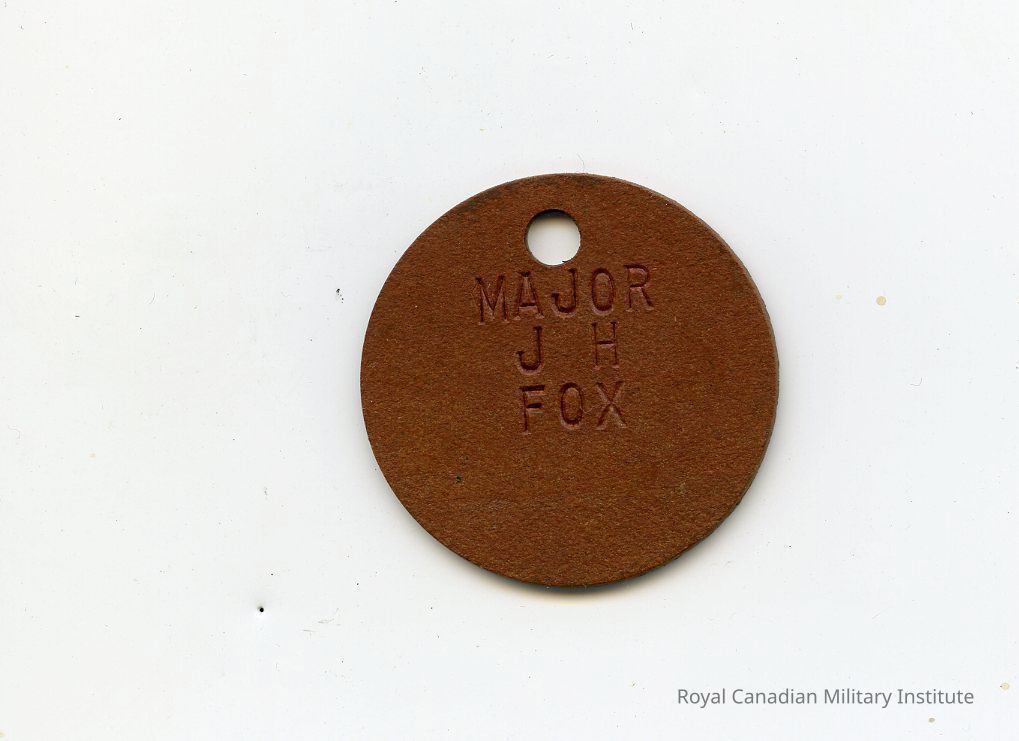 MAJOR
J H
FOX
Royal Canadian Military Institute